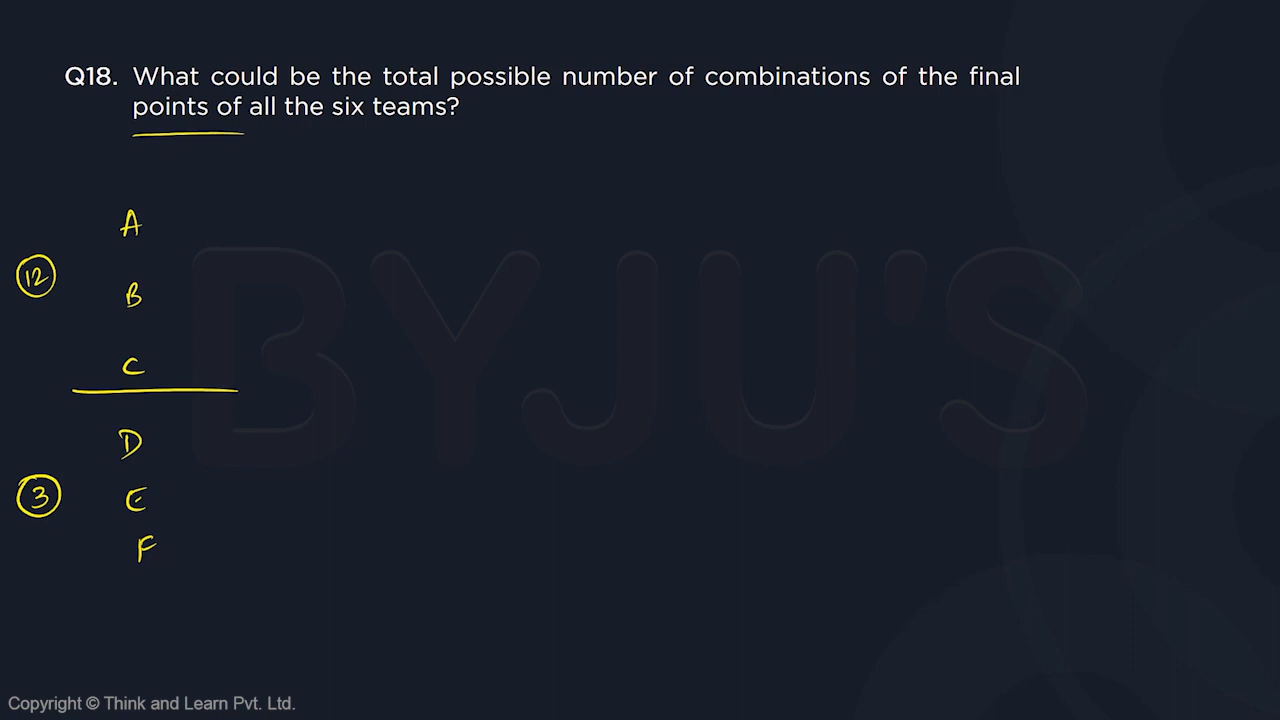 Q18. What could be the total possible number of combinations of the final
points of all the six teams?
A
12
B
C
D
3
E
F
BYJU'S
Copyright © Think and Learn Pvt. Ltd.